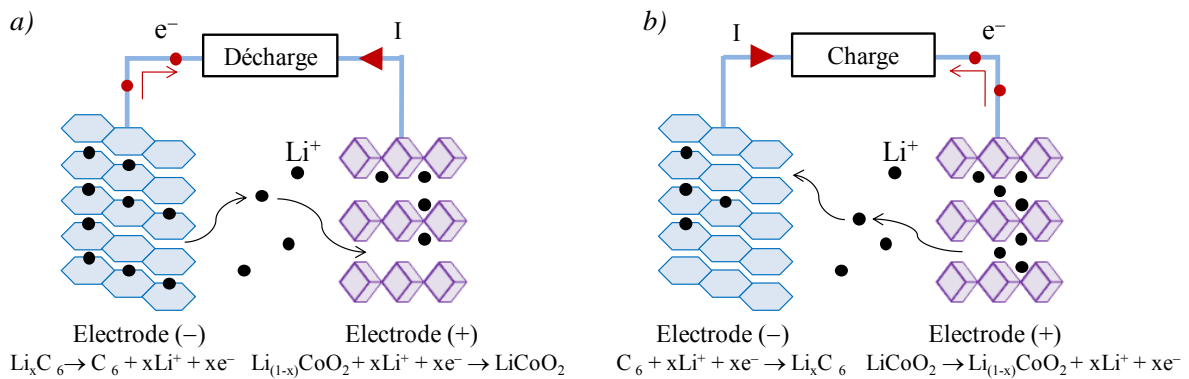 a)
e⁻
Décharge
I
Li⁺
Electrode (–)
Electrode (+)
LiₓC ₆→ C ₆ + xLi⁺ + xe⁻
Li₍₁₋ₓ₎CoO₂ + xLi⁺ + xe⁻ → LiCoO₂
b)
I
Charge
e⁻
Li⁺
Electrode (–)
Electrode (+)
C ₆ + xLi⁺ + xe⁻ → LiₓC ₆
LiCoO₂ → Li₍₁₋ₓ₎CoO₂ + xLi⁺ + xe⁻